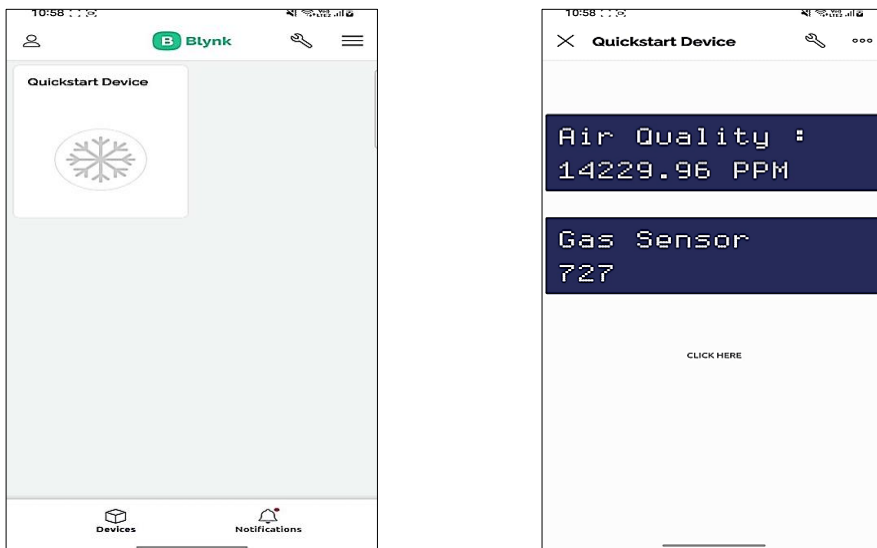 10:58
B Blynk
Quickstart Device
Devices
Notifications
10:58
Quickstart Device
Air Quality :
14229.96 PPM
Gas Sensor
727
CLICK HERE